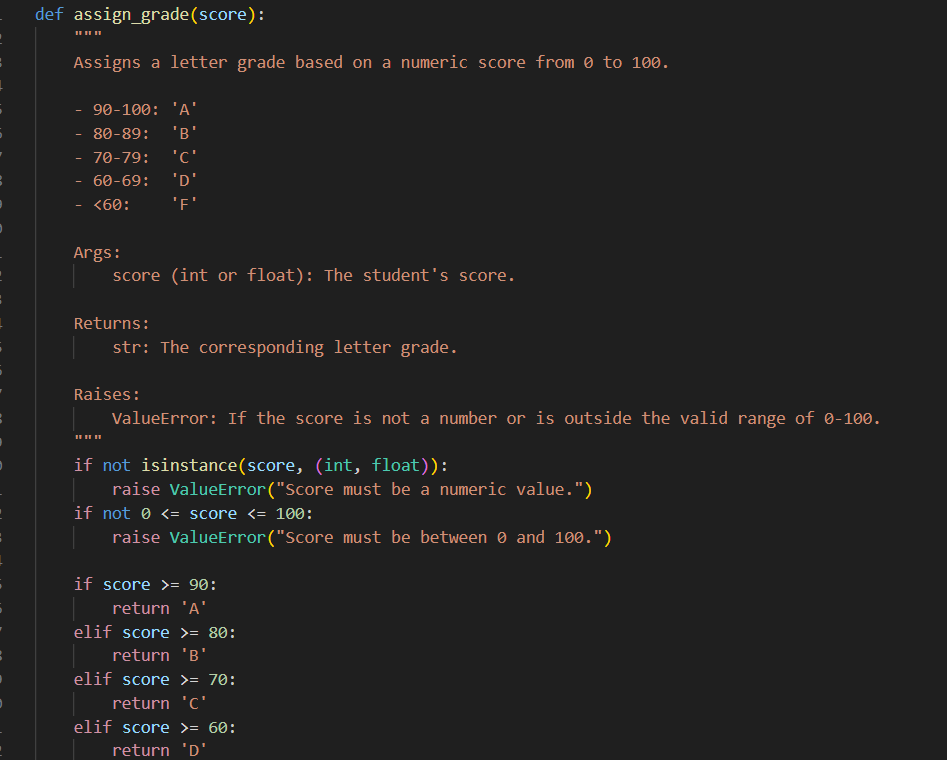 def assign_grade(score):
    """
    Assigns a letter grade based on a numeric score from 0 to 100.

    - 90-100: 'A'
    - 80-89:  'B'
    - 70-79:  'C'
    - 60-69:  'D'
    - <60:    'F'

    Args:
        score (int or float): The student's score.

    Returns:
        str: The corresponding letter grade.

    Raises:
        ValueError: If the score is not a number or is outside the valid range of 0-100.
    """
    if not isinstance(score, (int, float)):
        raise ValueError("Score must be a numeric value.")
    if not 0 <= score <= 100:
        raise ValueError("Score must be between 0 and 100.")

    if score >= 90:
        return 'A'
    elif score >= 80:
        return 'B'
    elif score >= 70:
        return 'C'
    elif score >= 60:
        return 'D'